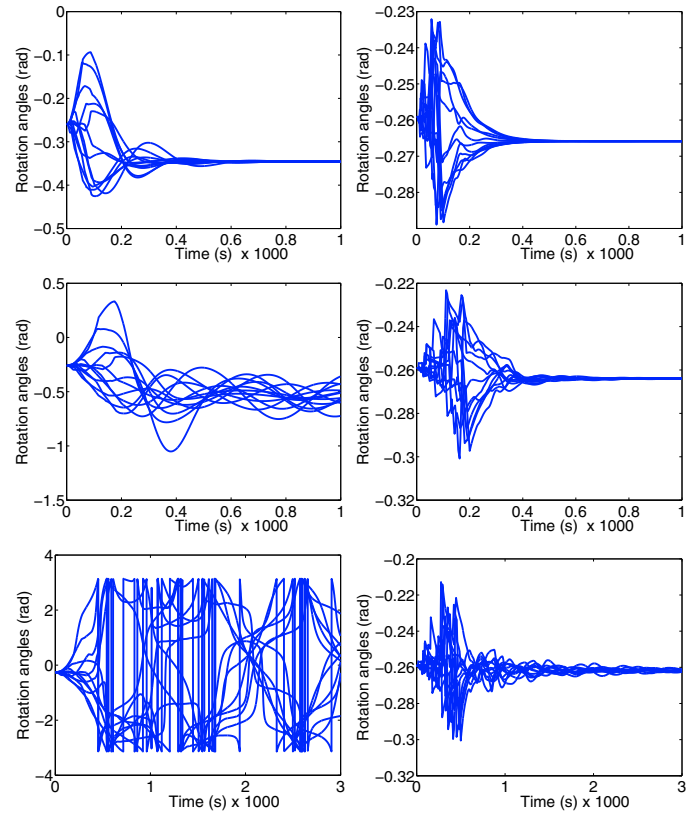 0
−0.1
−0.2
−0.3
−0.4
−0.5
0 0.2 0.4 0.6 0.8 1
Time (s) x 1000
Rotation angles (rad)
−0.23
−0.24
−0.25
−0.26
−0.27
−0.28
0 0.2 0.4 0.6 0.8 1
Time (s) x 1000
Rotation angles (rad)
0.5
0
−0.5
−1
−1.5
0 0.2 0.4 0.6 0.8 1
Time (s) x 1000
Rotation angles (rad)
−0.22
−0.24
−0.26
−0.26
−0.3
−0.32
0 0.2 0.4 0.6 0.8 1
Time (s) x 1000
Rotation angles (rad)
4
2
0
−2
−4
0 1 2 3
Time (s) x 1000
Rotation angles (rad)
−0.2
−0.22
−0.24
−0.26
−0.26
−0.3
−0.32
0 1 2 3
Time (s) x 1000
Rotation angles (rad)